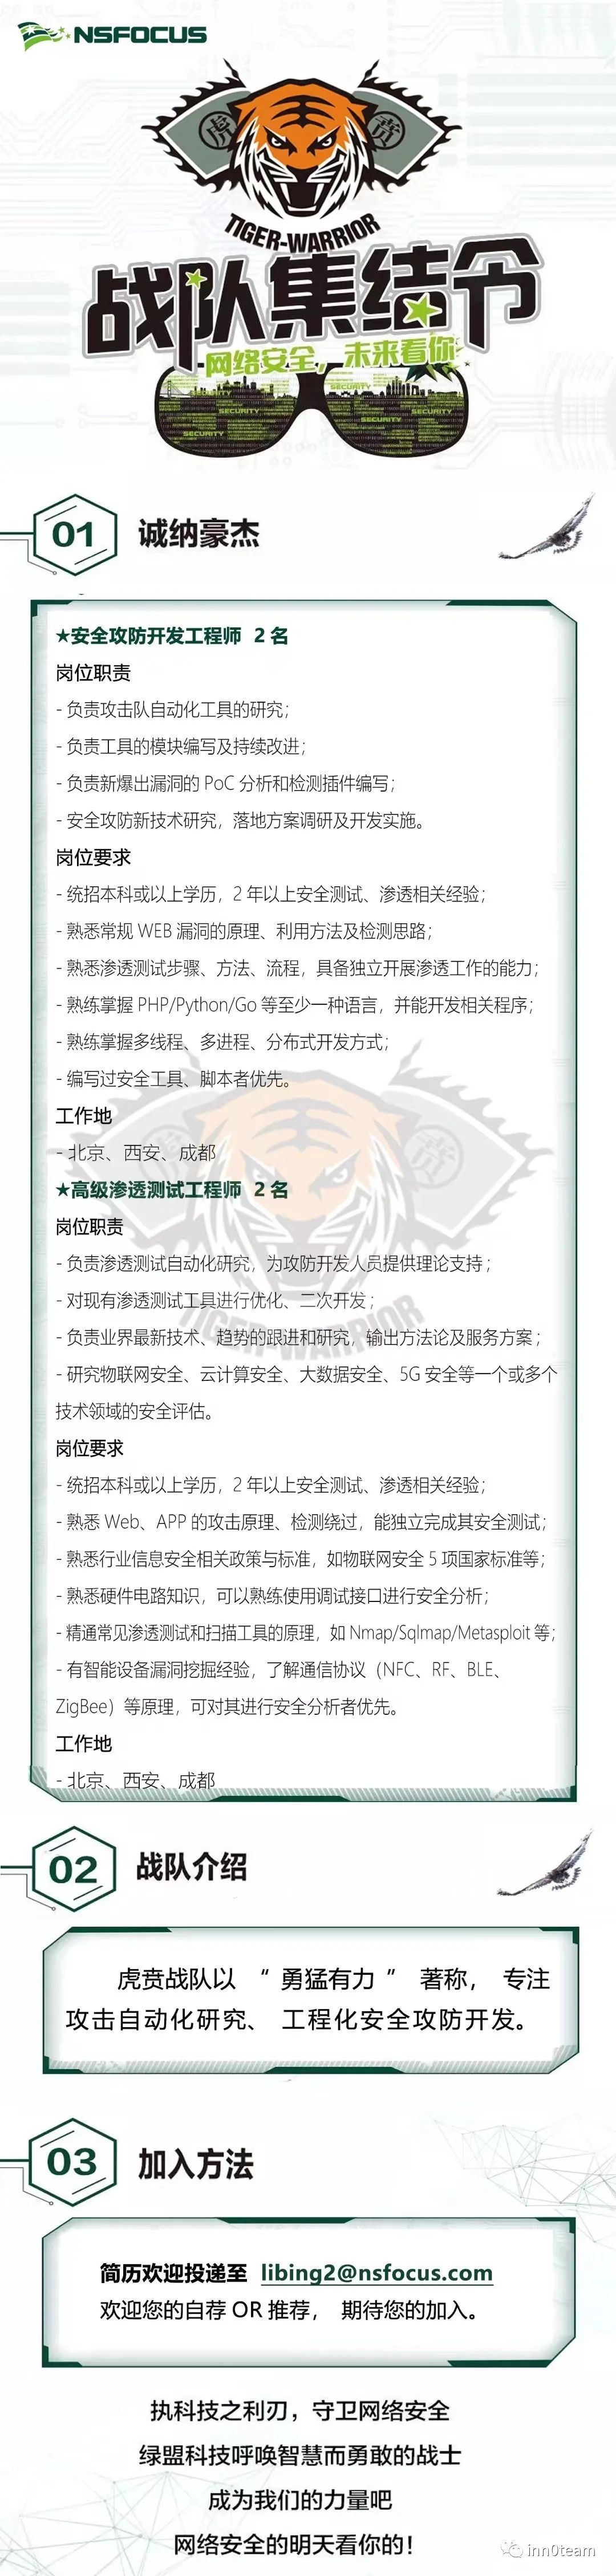 NSFOCUS
虎 贲
TIGER-WARRIOR
战队集结令
网络安全，未来看你
SECURITY
SECURITY
SECURITY
SECURITY
SECURITY
SECURITY
01 诚纳豪杰
★安全攻防开发工程师 2 名
岗位职责
- 负责攻击队自动化工具的研究；
- 负责工具的模块编写及持续改进；
- 负责新爆出漏洞的 PoC 分析和检测插件编写；
- 安全攻防新技术研究，落地方案调研及开发实施。
岗位要求
- 统招本科或以上学历，2 年以上安全测试、渗透相关经验；
- 熟悉常规 WEB 漏洞的原理、利用方法及检测思路；
- 熟悉渗透测试步骤、方法、流程，具备独立开展渗透工作的能力；
- 熟练掌握 PHP/Python/Go 等至少一种语言，并能开发相关程序；
- 熟练掌握多线程、多进程、分布式开发方式；
- 编写过安全工具、脚本者优先。
工作地
- 北京、西安、成都
★高级渗透测试工程师 2 名
岗位职责
- 负责渗透测试自动化研究，为攻防开发人员提供理论支持；
- 对现有渗透测试工具进行优化、二次开发；
- 负责业界最新技术、趋势的跟进和研究，输出方法论及服务方案；
- 研究物联网安全、云计算安全、大数据安全、5G 安全等一个或多个
技术领域的安全评估。
岗位要求
- 统招本科或以上学历，2 年以上安全测试、渗透相关经验；
- 熟悉 Web、APP 的攻击原理、检测绕过，能独立完成其安全测试；
- 熟悉行业信息安全相关政策与标准，如物联网安全 5 项国家标准等；
- 熟悉硬件电路知识，可以熟练使用调试接口进行安全分析；
- 精通常见渗透测试和扫描工具的原理，如 Nmap/Sqlmap/Metasploit 等；
- 有智能设备漏洞挖掘经验，了解通信协议（NFC、RF、BLE、
ZigBee）等原理，可对其进行安全分析者优先。
工作地
- 北京、西安、成都
02 战队介绍
虎贲战队以 “ 勇猛有力 ” 著称， 专注
攻击自动化研究、 工程化安全攻防开发。
03 加入方法
简历欢迎投递至 libing2@nsfocus.com
欢迎您的自荐 OR 推荐， 期待您的加入。
执科技之利刃，守卫网络安全
绿盟科技呼唤智慧而勇敢的战士
成为我们的力量吧
网络安全的明天看你的！
inn0team